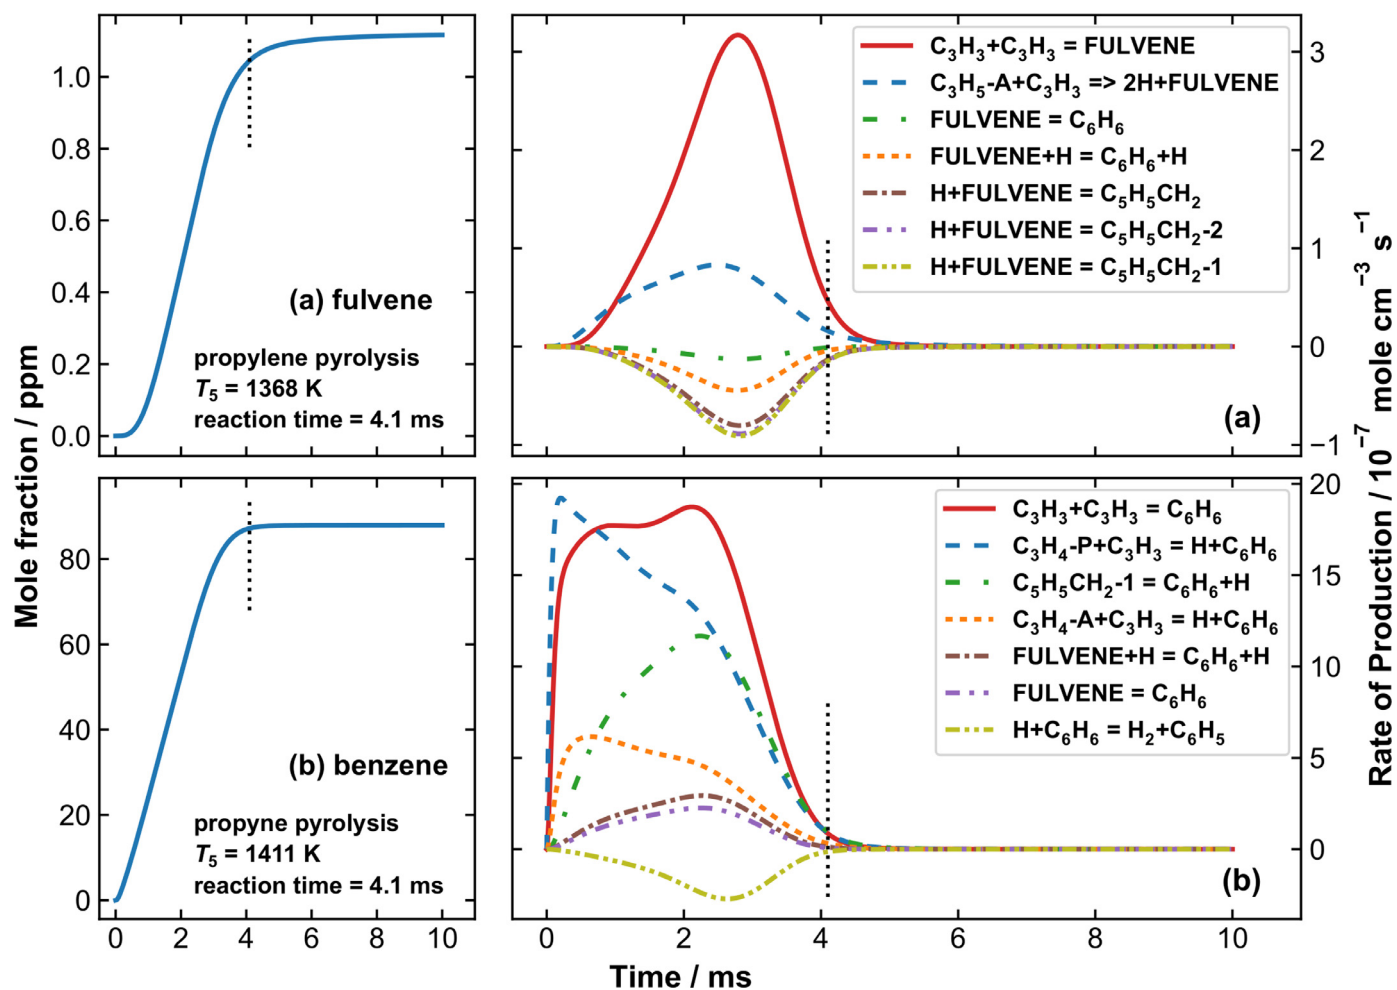 Mole fraction / ppm
1.0
0.8
0.6
0.4
0.2
0.0
(a) fulvene
propylene pyrolysis
T₅ = 1368 K
reaction time = 4.1 ms
C₃H₃+C₃H₃ = FULVENE
C₃H₅-A+C₃H₃ => 2H+FULVENE
FULVENE = C₆H₆
FULVENE+H = C₆H₆+H
H+FULVENE = C₅H₅CH₂
H+FULVENE = C₅H₅CH₂-2
H+FULVENE = C₅H₅CH₂-1
(a)
3
2
1
0
−1
80
60
40
20
0
(b) benzene
propyne pyrolysis
T₅ = 1411 K
reaction time = 4.1 ms
0 2 4 6 8 10
C₃H₃+C₃H₃ = C₆H₆
C₃H₄-P+C₃H₃ = H+C₆H₆
C₅H₅CH₂-1 = C₆H₆+H
C₃H₄-A+C₃H₃ = H+C₆H₆
FULVENE+H = C₆H₆+H
FULVENE = C₆H₆
H+C₆H₆ = H₂+C₆H₅
(b)
20
15
10
5
0
0 2 4 6 8 10
Rate of Production / 10⁻⁷ mole cm⁻³ s⁻¹
Time / ms